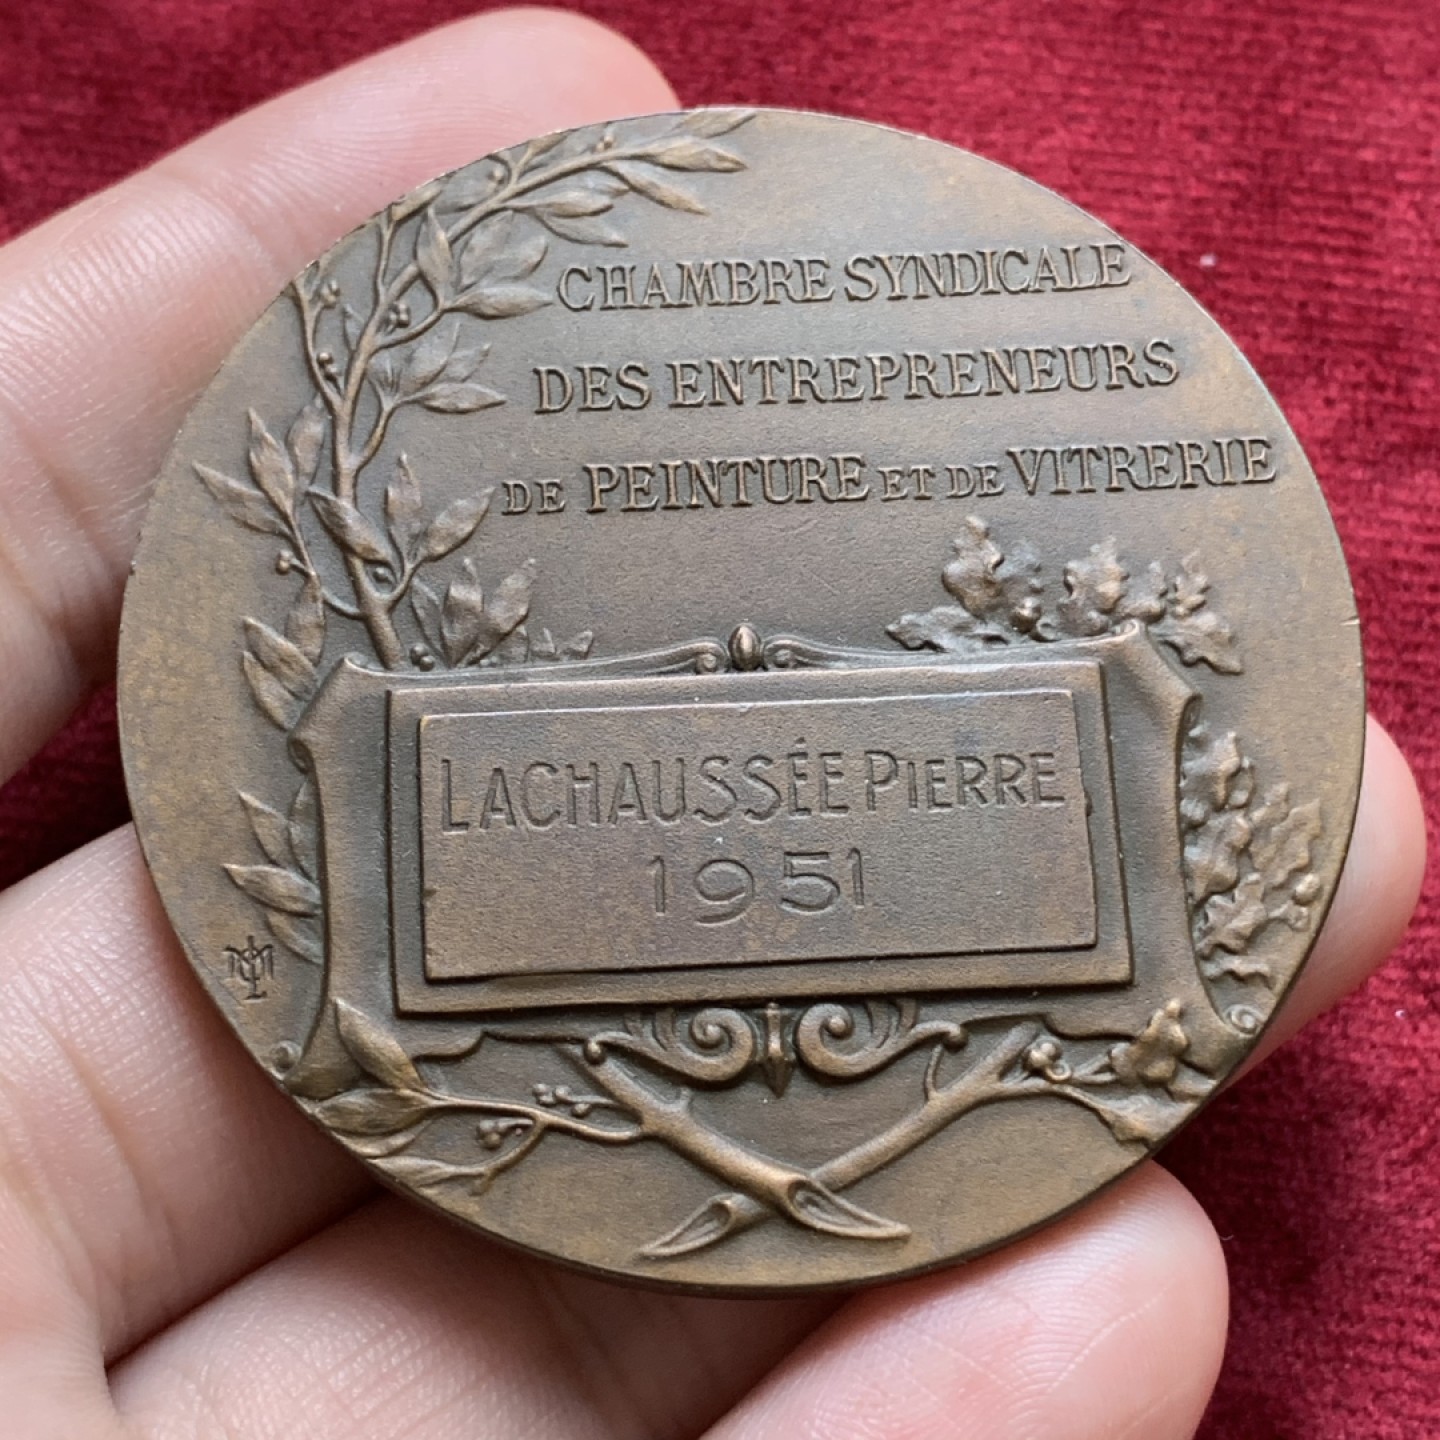 CHAMBRE SYNDICALE
DES ENTREPRENEURS
DE PEINTURE ET DE VITRERIE
LACHAUSSÉE PIERRE
1951